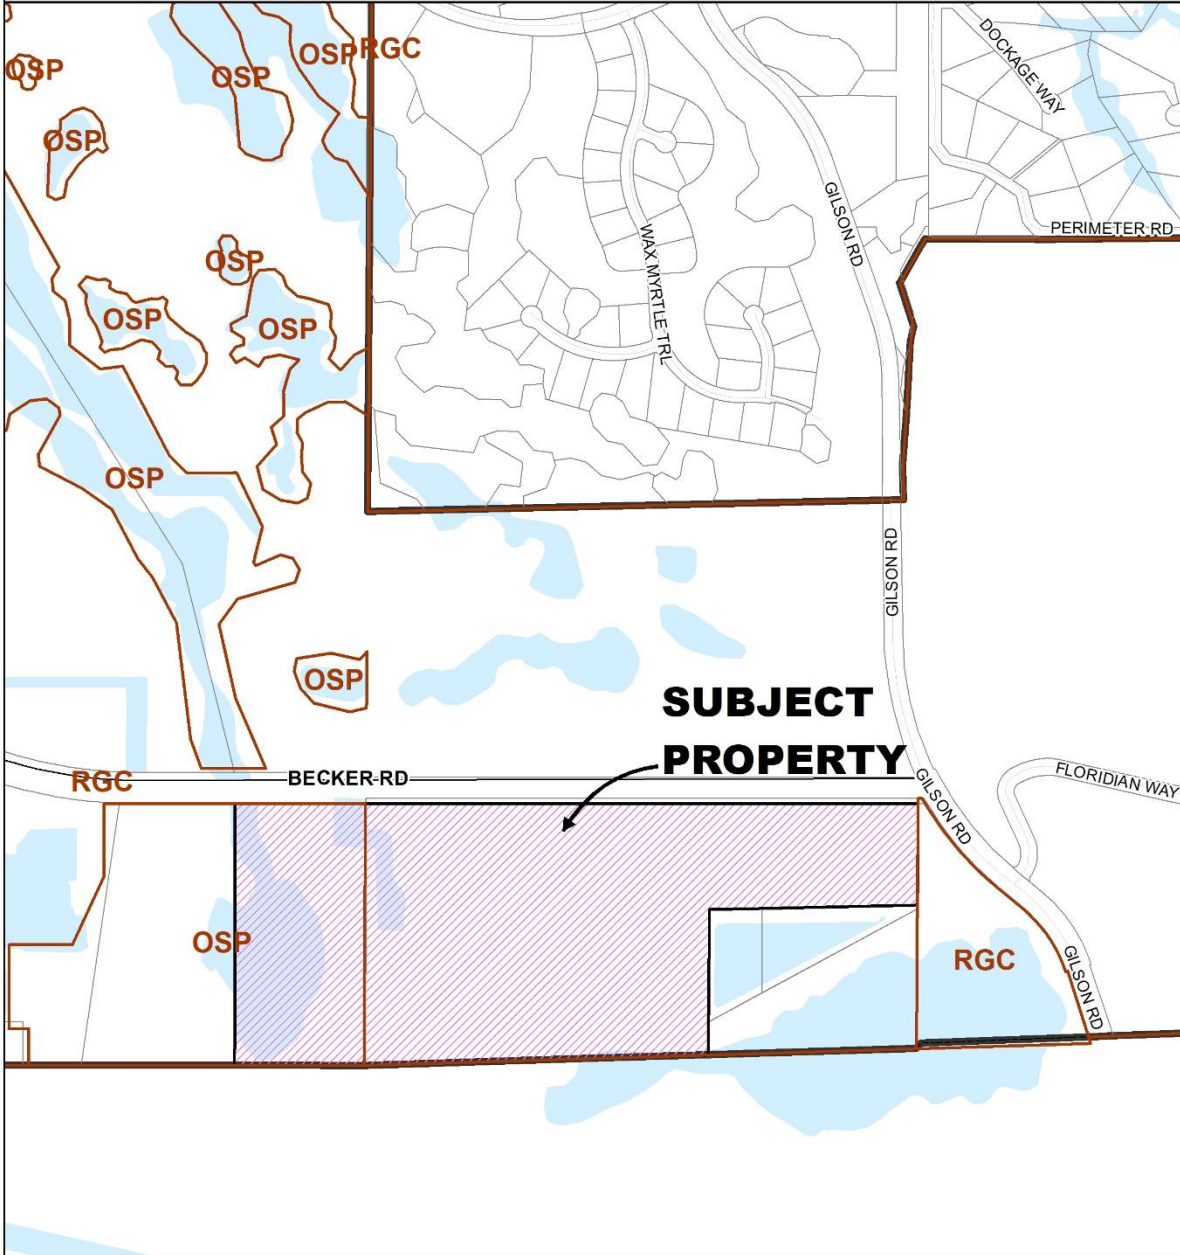 DOCKAGE WAY
OSP
RGC
OSP
OSP
OSP
OSP
GILSON RD
PERIMETER RD
WAX MYRTLE TRL
OSP
OSP
OSP
OSP
GILSON RD
OSP
SUBJECT
PROPERTY
RGC
BECKER RD
GILSON RD
FLORIDIAN WAY
OSP
RGC
GILSON RD